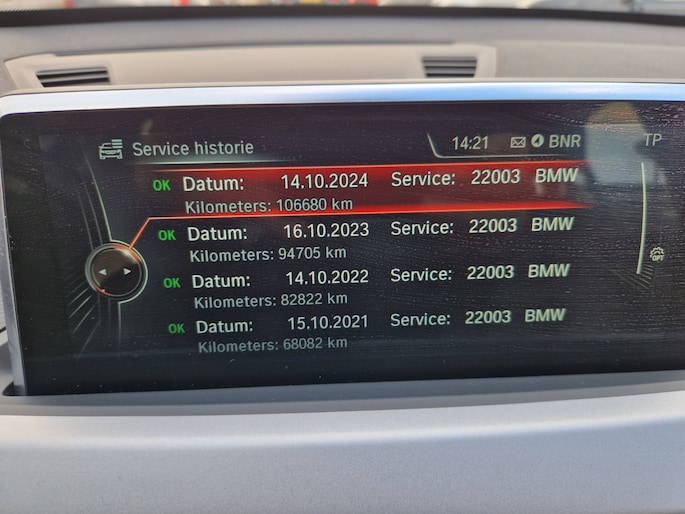 Service historie 14:21 BNR TP
OK Datum: 14.10.2024 Service: 22003 BMW
Kilometers: 106680 km
OK Datum: 16.10.2023 Service: 22003 BMW
Kilometers: 94705 km
OK Datum: 14.10.2022 Service: 22003 BMW
Kilometers: 82822 km
OPT
OK Datum: 15.10.2021 Service: 22003 BMW
Kilometers: 68082 km